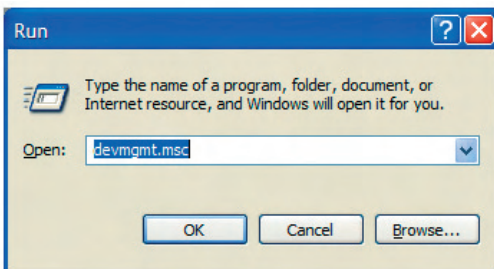 Run
Type the name of a program, folder, document, or
Internet resource, and Windows will open it for you.
Open: devmgmt.msc
OK Cancel Browse...